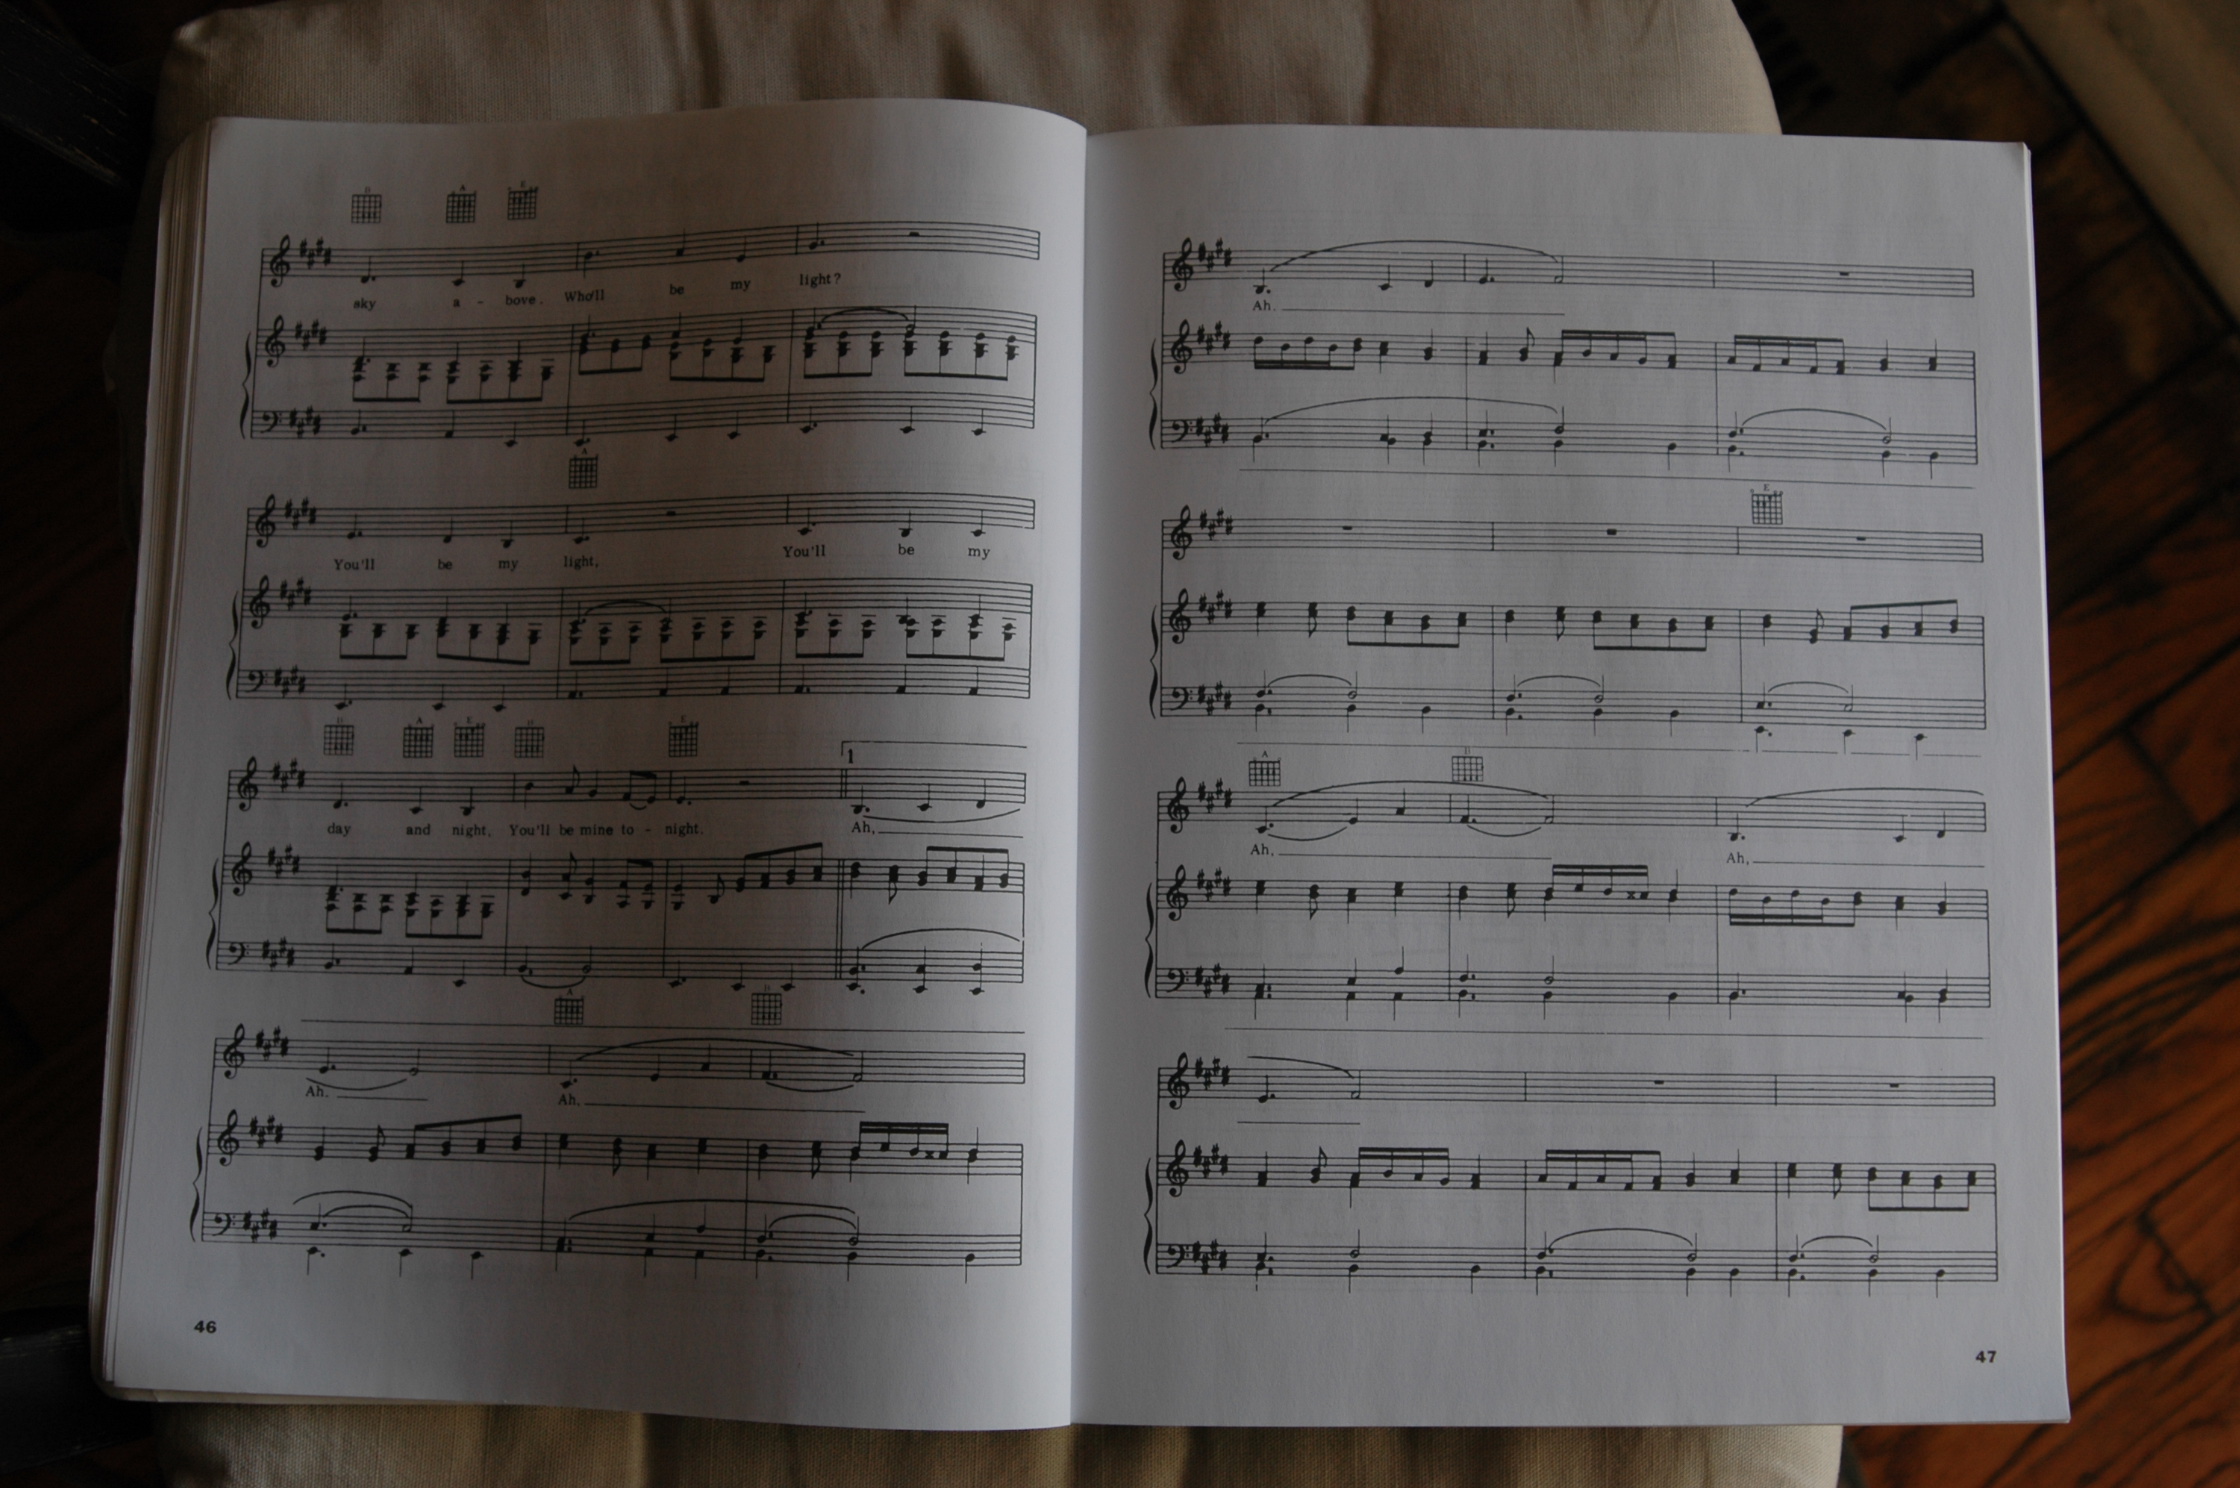 B A E
sky a - bove. Who'll be my light?
A
You'll be my light, You'll be my
B A E B E
1
day and night, You'll be mine to - night. Ah,
A B
Ah. Ah.
46
Ah.
E
A B
Ah, Ah,
47